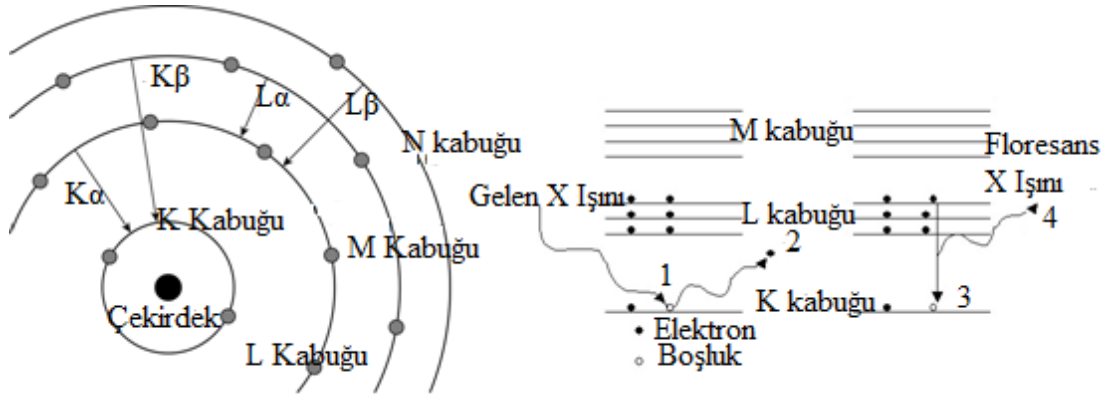 Kβ
Lα
Lβ
N kabuğu
Kα
K Kabuğu
M Kabuğu
Çekirdek
L Kabuğu
M kabuğu
Floresans
X Işını
Gelen X Işını
L kabuğu
4
2
1
K kabuğu
3
Elektron
Boşluk